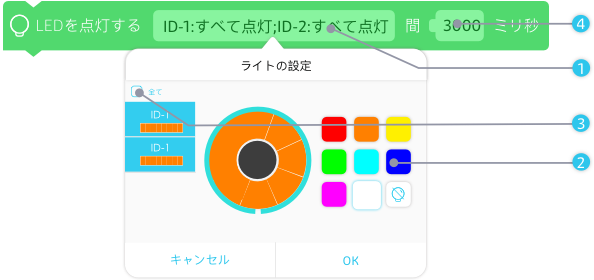 LEDを点灯する ID-1:すべて点灯;ID-2:すべて点灯 間 3000 ミリ秒 4
ライトの設定 1
全て
ID-1 3
ID-1 2
キャンセル OK